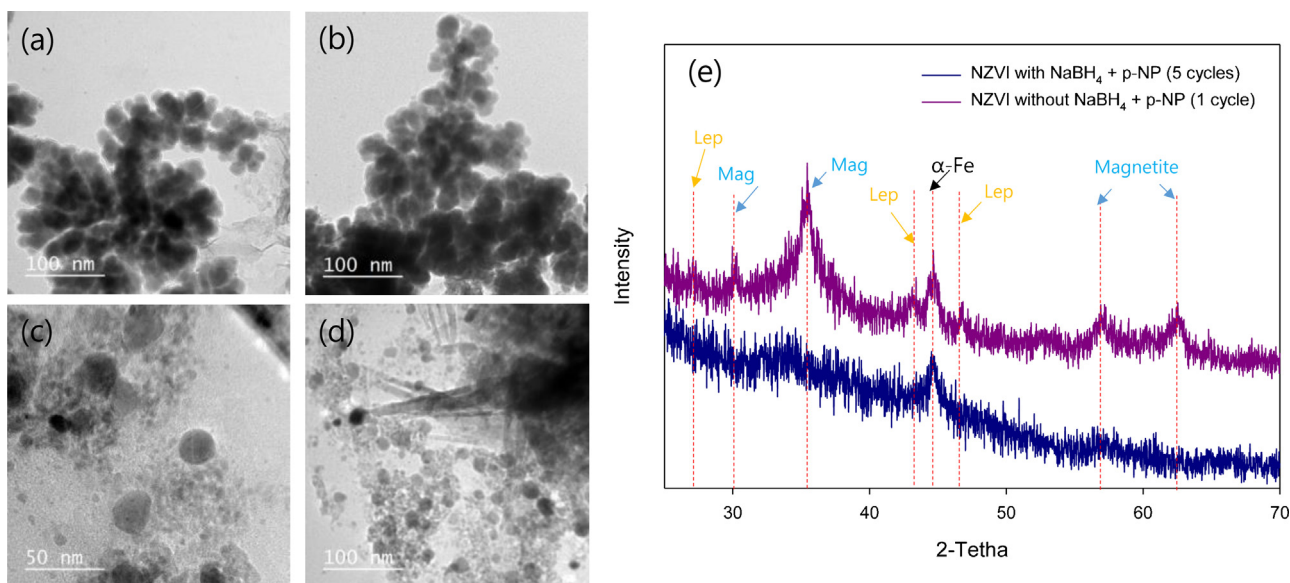 (a)
100 nm
(b)
100 nm
(c)
50 nm
(d)
100 nm
(e)
NZVI with NaBH₄ + p-NP (5 cycles)
NZVI without NaBH₄ + p-NP (1 cycle)
Lep
Mag
Mag
Lep
α-Fe
Lep
Magnetite
Intensity
30
40
50
60
70
2-Tetha